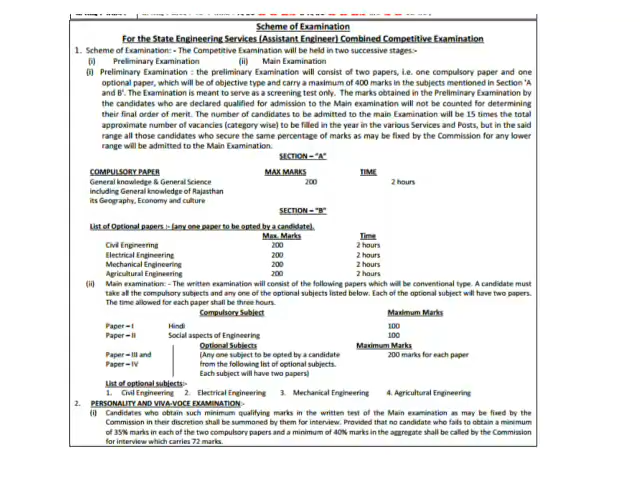 Scheme of Examination
For the State Engineering Services (Assistant Engineer) Combined Competitive Examination
1. Scheme of Examination: - The Competitive Examination will be held in two successive stages:-
(i) Preliminary Examination (ii) Main Examination
(i) Preliminary Examination : the preliminary Examination will consist of two papers, i.e. one compulsory paper and one
optional paper, which will be of objective type and carry a maximum of 400 marks in the subjects mentioned in Section 'A
and B'. The Examination is meant to serve as a screening test only. The marks obtained in the Preliminary Examination by
the candidates who are declared qualified for admission to the Main examination will not be counted for determining
their final order of merit. The number of candidates to be admitted to the main Examination will be 15 times the total
approximate number of vacancies (category wise) to be filled in the year in the various Services and Posts, but in the said
range all those candidates who secure the same percentage of marks as may be fixed by the Commission for any lower
range will be admitted to the Main Examination.
SECTION – "A"
COMPULSORY PAPER MAX MARKS TIME
General knowledge & General Science 200 2 hours
including General knowledge of Rajasthan
its Geography, Economy and culture
SECTION – "B"
List of Optional papers :- (any one paper to be opted by a candidate).
Max. Marks Time
Civil Engineering 200 2 hours
Electrical Engineering 200 2 hours
Mechanical Engineering 200 2 hours
Agricultural Engineering 200 2 hours
(ii) Main examination: - The written examination will consist of the following papers which will be conventional type. A candidate must
take all the compulsory subjects and any one of the optional subjects listed below. Each of the optional subject will have two papers.
The time allowed for each paper shall be three hours.
Compulsory Subject Maximum Marks
Paper – I Hindi 100
Paper – II Social aspects of Engineering 100
Optional Subjects Maximum Marks
Paper – III and (Any one subject to be opted by a candidate 200 marks for each paper
Paper – IV from the following list of optional subjects.
Each subject will have two papers)
List of optional subjects:-
1. Civil Engineering 2. Electrical Engineering 3. Mechanical Engineering 4. Agricultural Engineering
2. PERSONALITY AND VIVA-VOCE EXAMINATION:-
(i) Candidates who obtain such minimum qualifying marks in the written test of the Main examination as may be fixed by the
Commission in their discretion shall be summoned by them for interview. Provided that no candidate who fails to obtain a minimum
of 35% marks in each of the two compulsory papers and a minimum of 40% marks in the aggregate shall be called by the Commission
for interview which carries 72 marks.